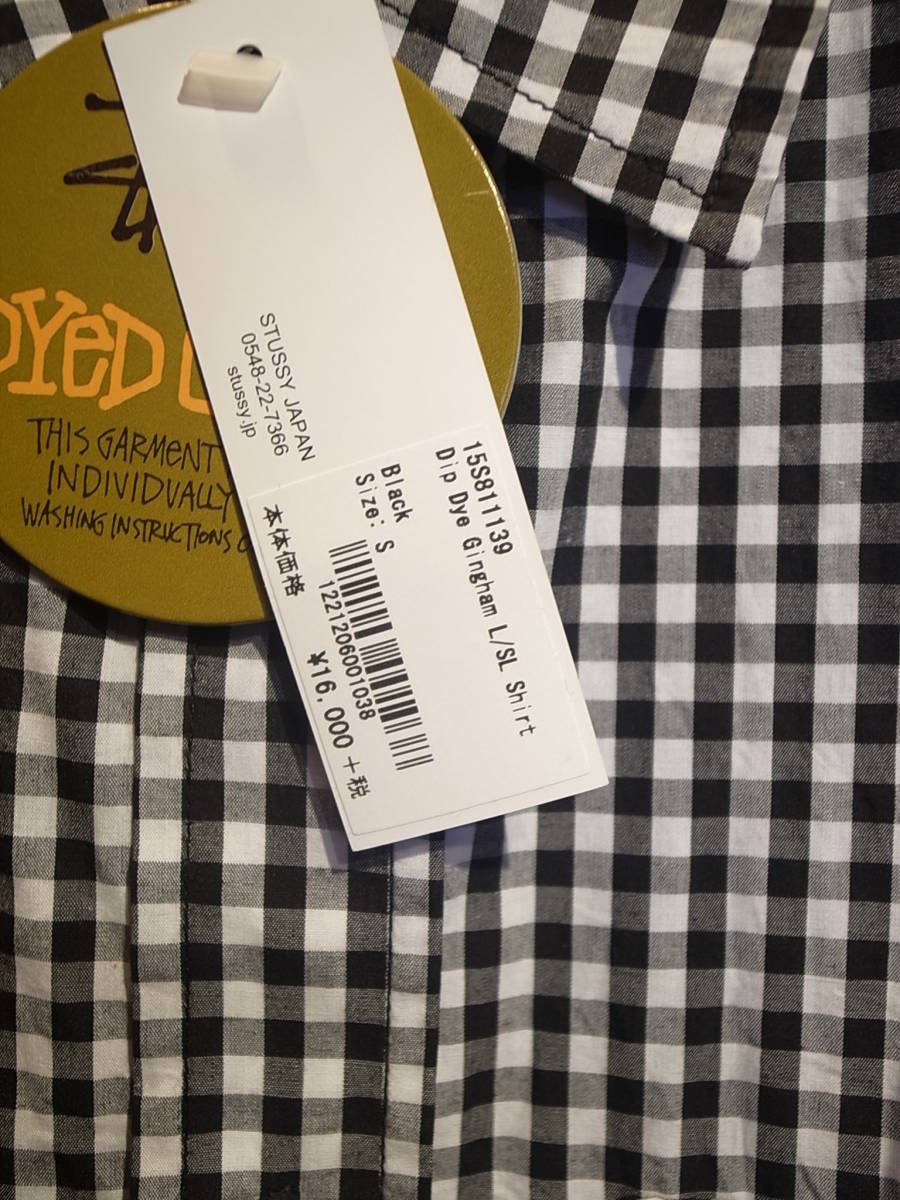 DYED
THIS GARMENT
INDIVIDUALLY
WASHING INSTRUCTIONS
STUSSY JAPAN
0548-22-7366
stussy.jp
15S811139
Dip Dye Gingham L/SL Shirt
Black
Size: S
1221206001038
本体価格
¥16,000 +税